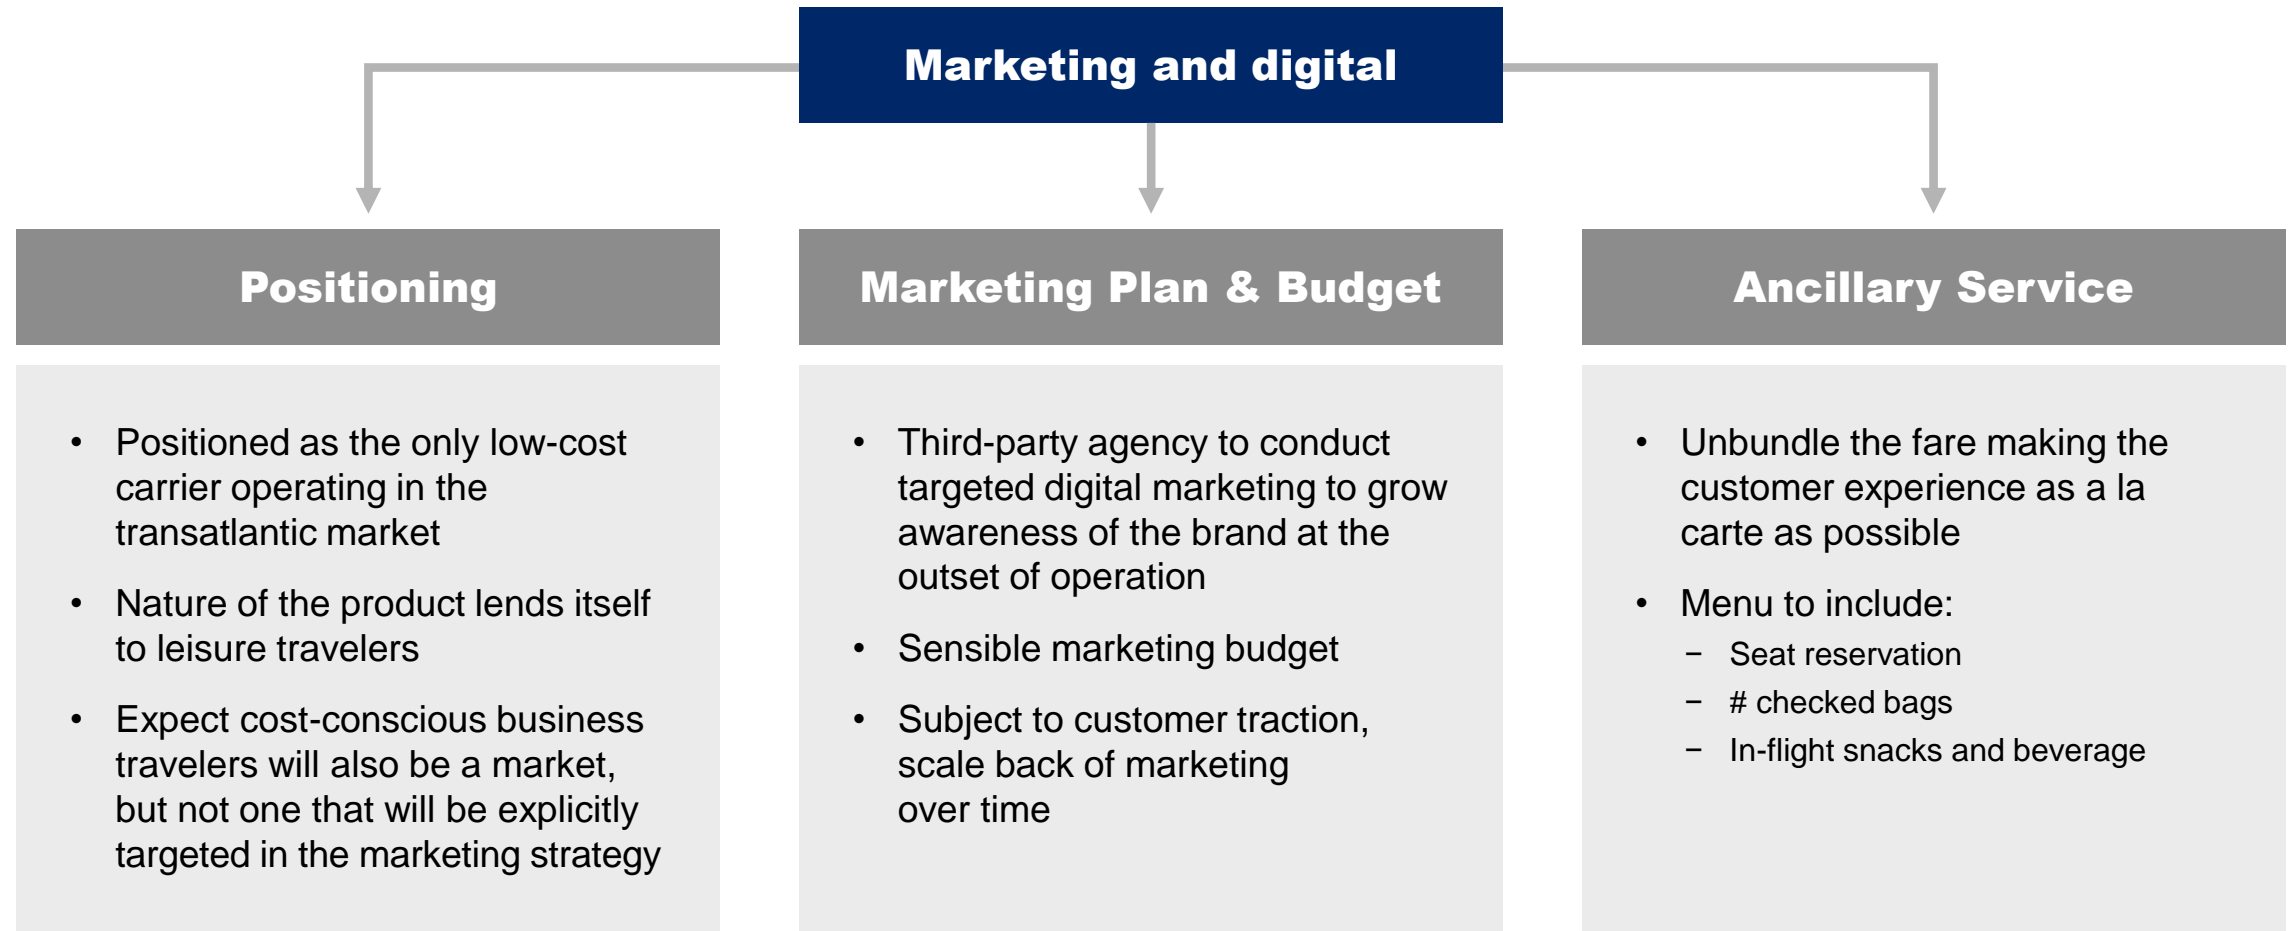 Marketing and digital
Positioning
• Positioned as the only low-cost
carrier operating in the
transatlantic market
• Nature of the product lends itself
to leisure travelers
• Expect cost-conscious business
travelers will also be a market,
but not one that will be explicitly
targeted in the marketing strategy
Marketing Plan & Budget
• Third-party agency to conduct
targeted digital marketing to grow
awareness of the brand at the
outset of operation
• Sensible marketing budget
• Subject to customer traction,
scale back of marketing
over time
Ancillary Service
• Unbundle the fare making the
customer experience as a la
carte as possible
• Menu to include:
− Seat reservation
− # checked bags
− In-flight snacks and beverage